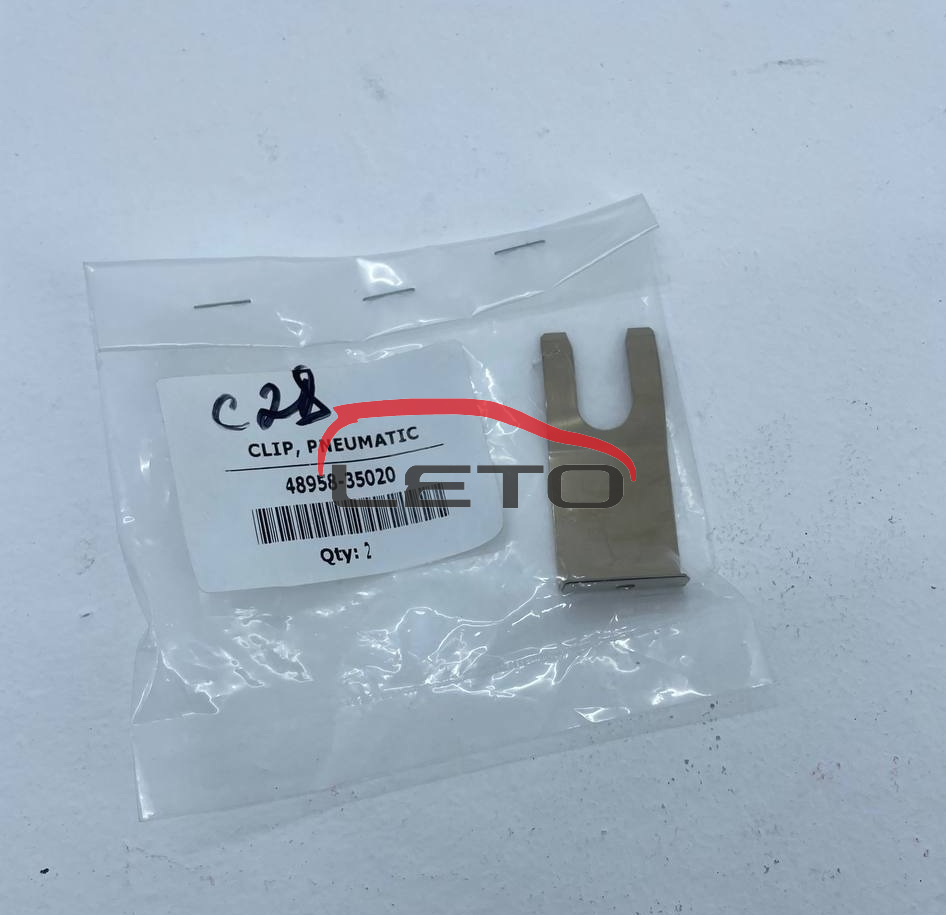 C28
CLIP, PNEUMATIC
48958-35020
LETO
Qty: 2